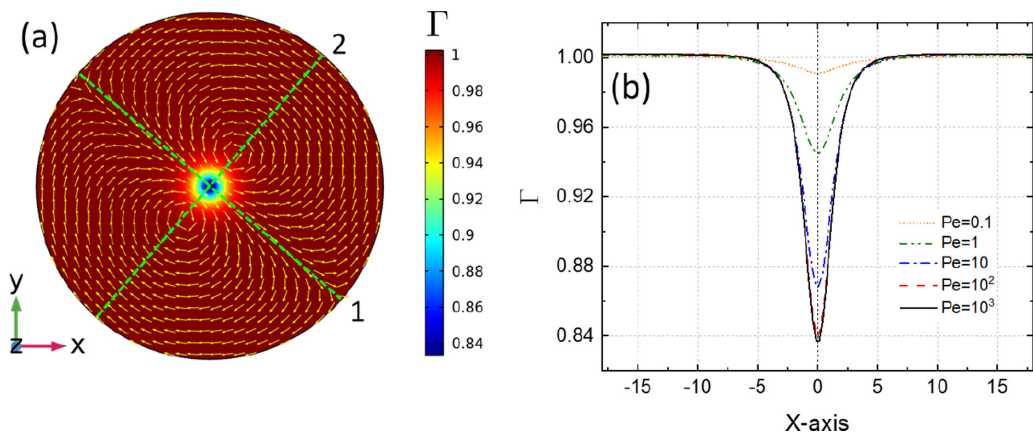 (a)
Γ
2
1
0.98
0.96
0.94
0.92
0.9
0.88
0.86
0.84
1
y
z
x
(b)
1.00
0.96
0.92
0.88
0.84
Γ
Pe=0.1
Pe=1
Pe=10
Pe=10²
Pe=10³
-15
-10
-5
0
5
10
15
X-axis